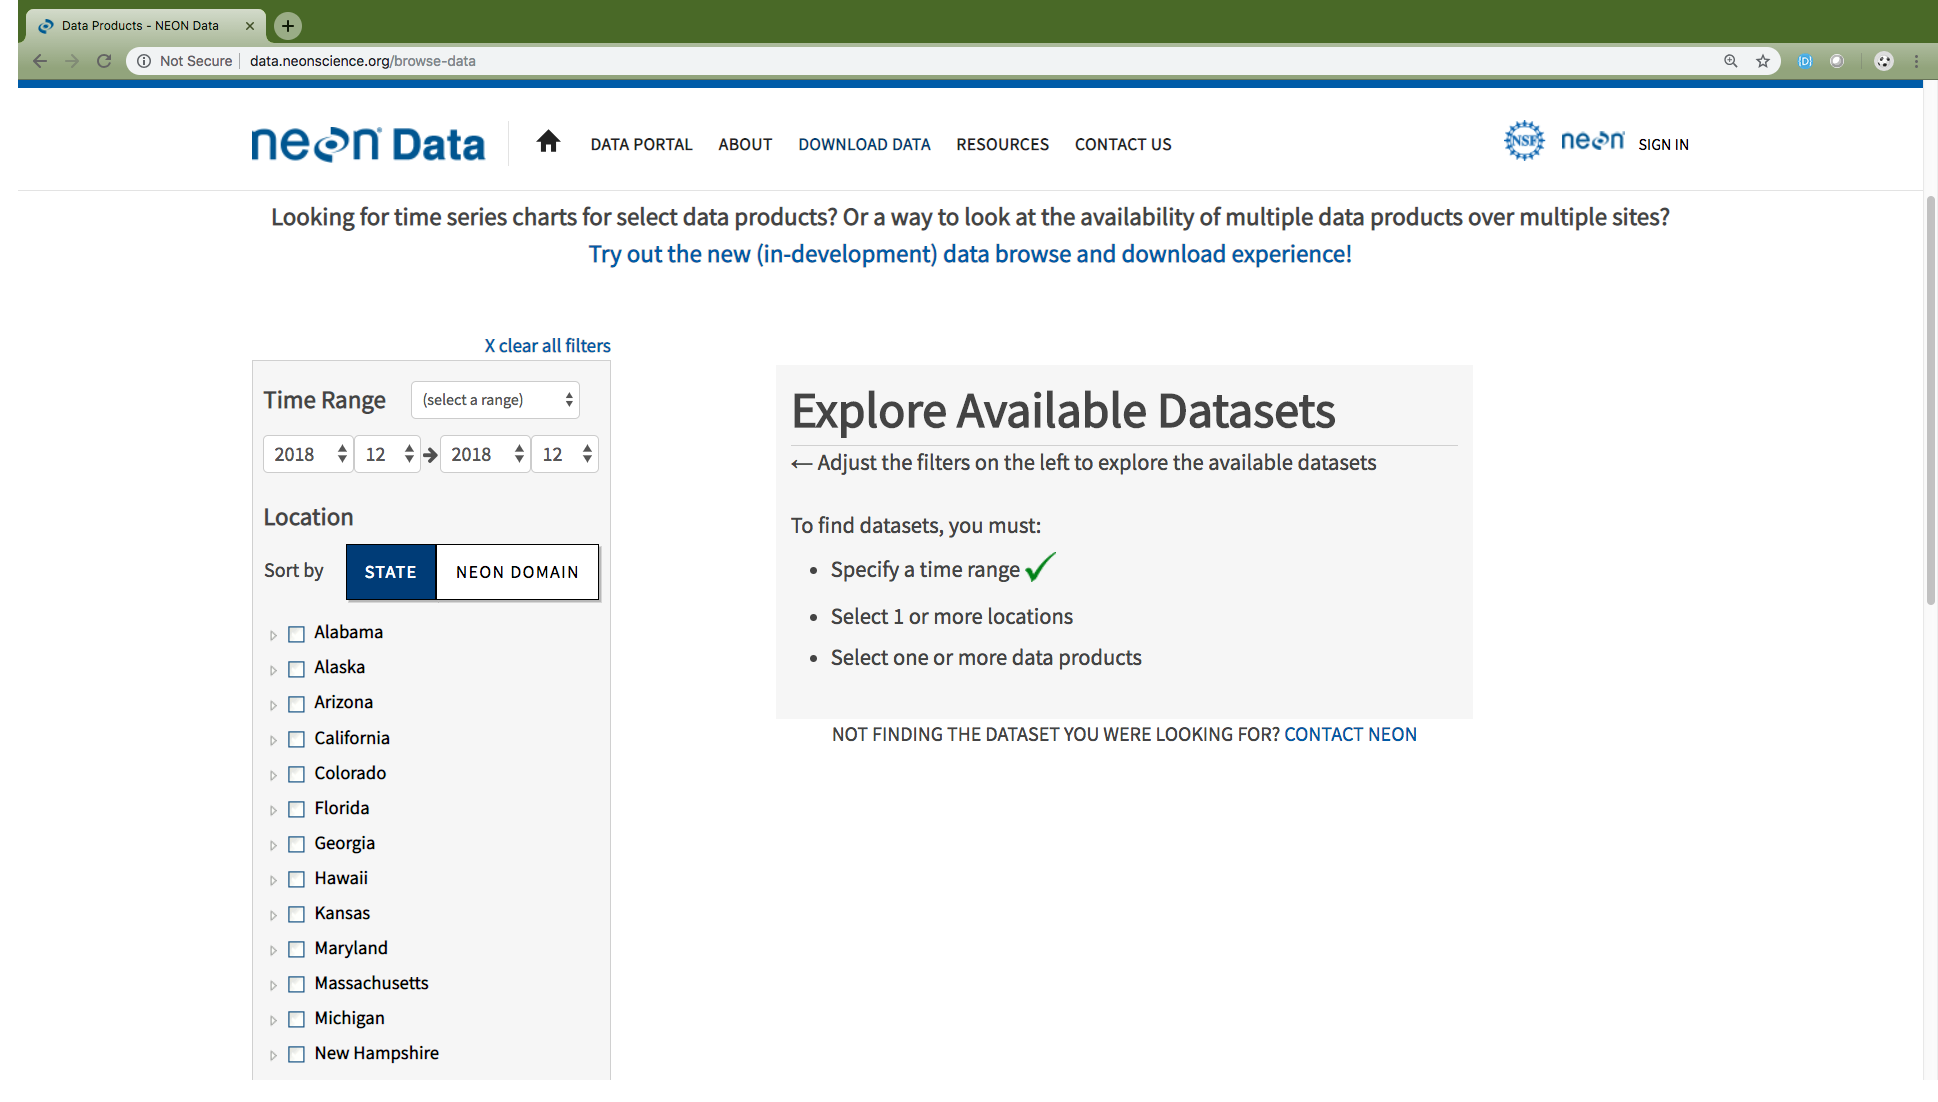 Data Products - NEON Data
Not Secure | data.neonscience.org/browse-data
neon Data
DATA PORTAL ABOUT DOWNLOAD DATA RESOURCES CONTACT US
NSF neon SIGN IN
Looking for time series charts for select data products? Or a way to look at the availability of multiple data products over multiple sites?
Try out the new (in-development) data browse and download experience!
X clear all filters
Time Range (select a range)
2018 12 → 2018 12
Location
Sort by STATE NEON DOMAIN
Alabama
Alaska
Arizona
California
Colorado
Florida
Georgia
Hawaii
Kansas
Maryland
Massachusetts
Michigan
New Hampshire
Explore Available Datasets
← Adjust the filters on the left to explore the available datasets
To find datasets, you must:
• Specify a time range ✓
• Select 1 or more locations
• Select one or more data products
NOT FINDING THE DATASET YOU WERE LOOKING FOR? CONTACT NEON